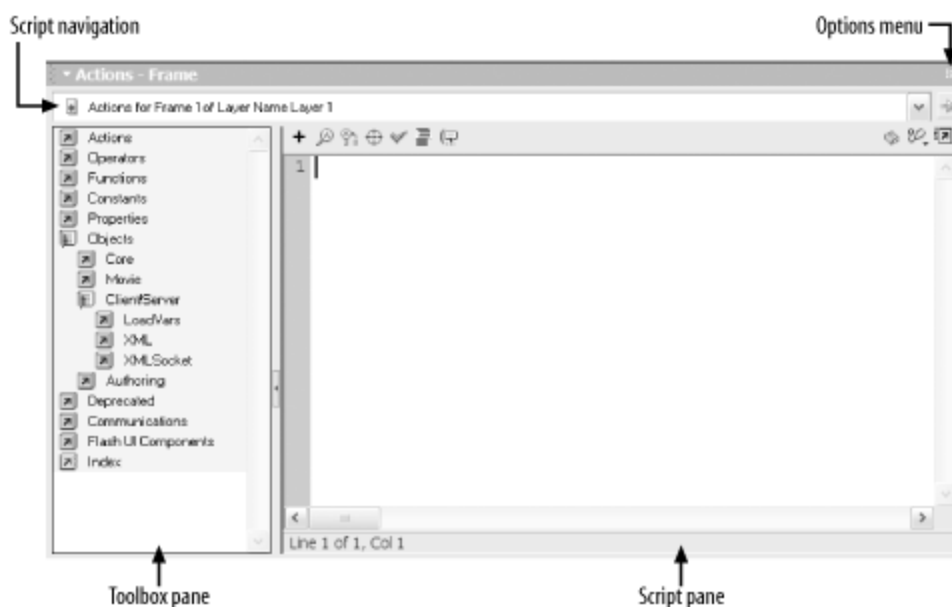 Script navigation
Options menu
Actions - Frame
Actions for Frame 1 of Layer Name Layer 1
Actions
Operators
Functions
Constants
Properties
Objects
Core
Movie
Client/Server
LoadVars
XML
XMLSocket
Authoring
Deprecated
Communications
Flash UI Components
Index
1
Line 1 of 1, Col 1
Toolbox pane
Script pane